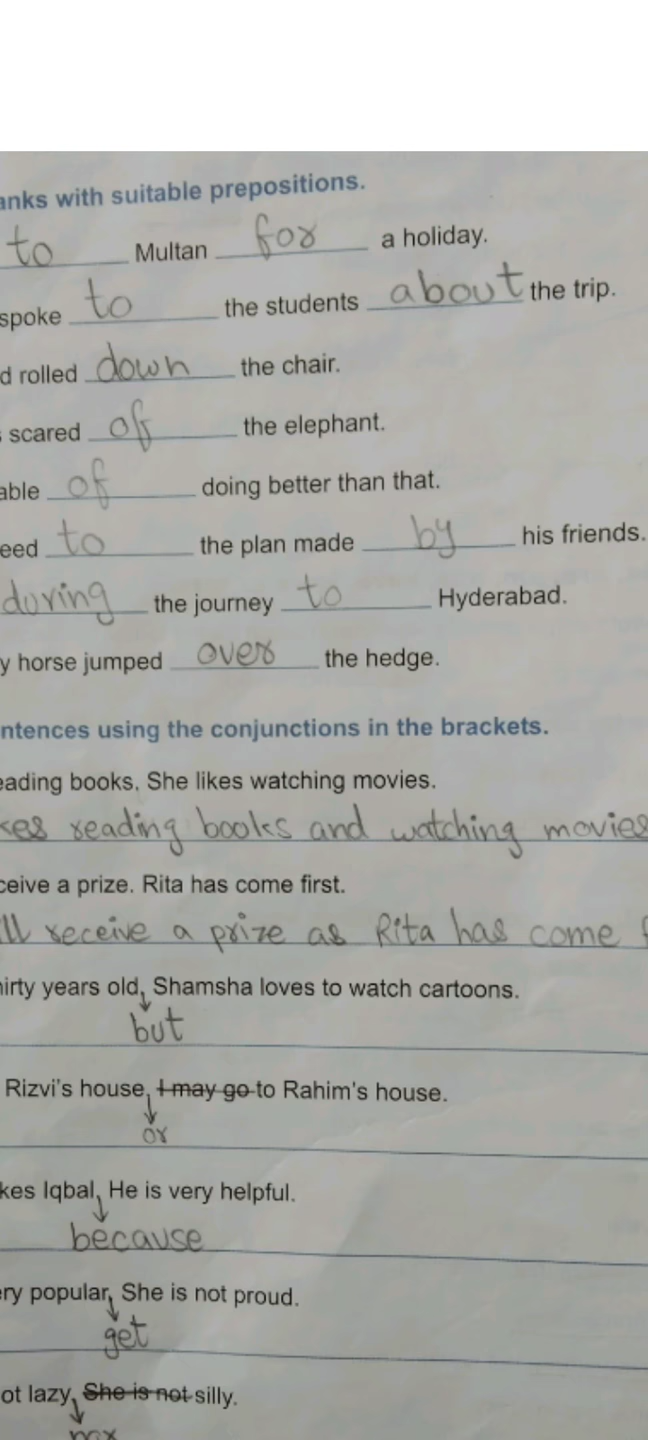 anks with suitable prepositions.
to Multan for a holiday.
spoke to the students about the trip.
d rolled down the chair.
s scared of the elephant.
able of doing better than that.
eed to the plan made by his friends.
during the journey to Hyderabad.
y horse jumped over the hedge.
ntences using the conjunctions in the brackets.
eading books. She likes watching movies.
kes reading books and watching movies
ceive a prize. Rita has come first.
ll receive a prize as Rita has come f
hirty years old, Shamsha loves to watch cartoons.
but
Rizvi's house, I may go to Rahim's house.
or
kes Iqbal, He is very helpful.
because
ery popular, She is not proud.
get
ot lazy, She is not silly.
nor